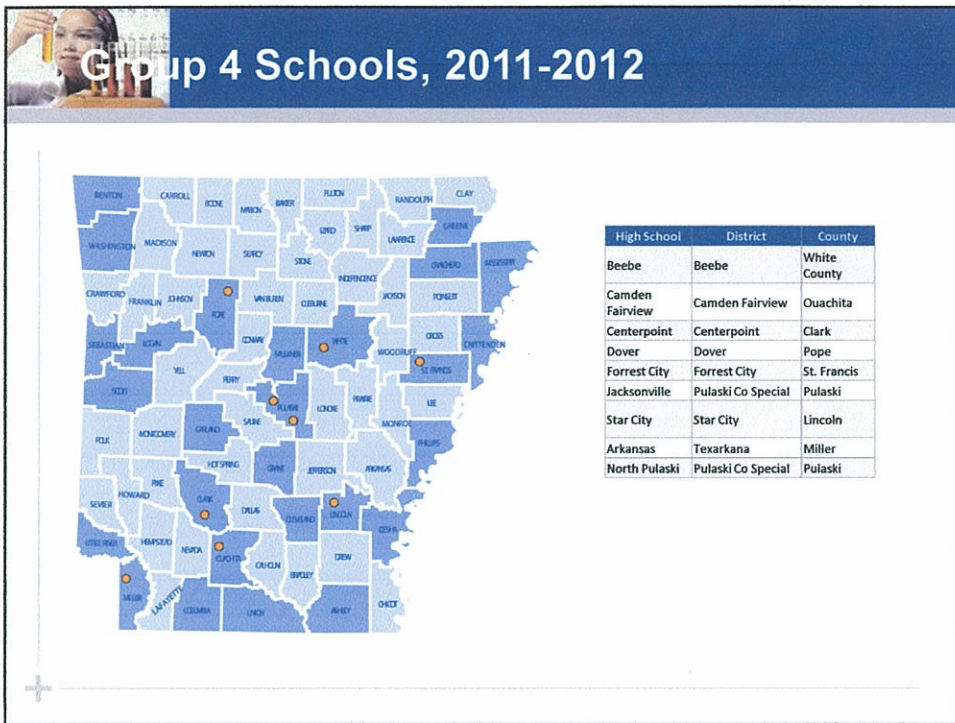 Group 4 Schools, 2011-2012
BENTON CARROLL BOONE MARION BAXER FULTON RANDOLPH CLAY
WASHINGTON MADISON NEWTON SEARCY STONE IZARD SHARP LAWRENCE GREENE
CRAWFORD FRANKLIN JOHNSON POPE VAN BUREN CLEBURNE INDEPENDENCE JACKSON CRAIGHEAD MISSISSIPPI
POINSETT
SEBASTIAN LOGAN CONWAY FAULKNER WHITE WOODRUFF CROSS CRITTENDEN
SCOTT YELL PERRY PULASKI LONOKE PRAIRIE ST. FRANCIS
LEE
POLK MONTGOMERY GARLAND SALINE MONROE PHILLIPS
HOT SPRING GRANT JEFFERSON ARKANSAS
SEVIER HOWARD PIKE CLARK DALLAS CLEVELAND LINCOLN DESHA
LITTLE RIVER HEMPSTEAD NEVADA OUACHITA CALHOUN BRADLEY DREW
MILLER LAFAYETTE COLUMBIA UNION ASHLEY CHICOT
High School District County
Beebe Beebe White County
Camden Fairview Camden Fairview Ouachita
Centerpoint Centerpoint Clark
Dover Dover Pope
Forrest City Forrest City St. Francis
Jacksonville Pulaski Co Special Pulaski
Star City Star City Lincoln
Arkansas Texarkana Miller
North Pulaski Pulaski Co Special Pulaski